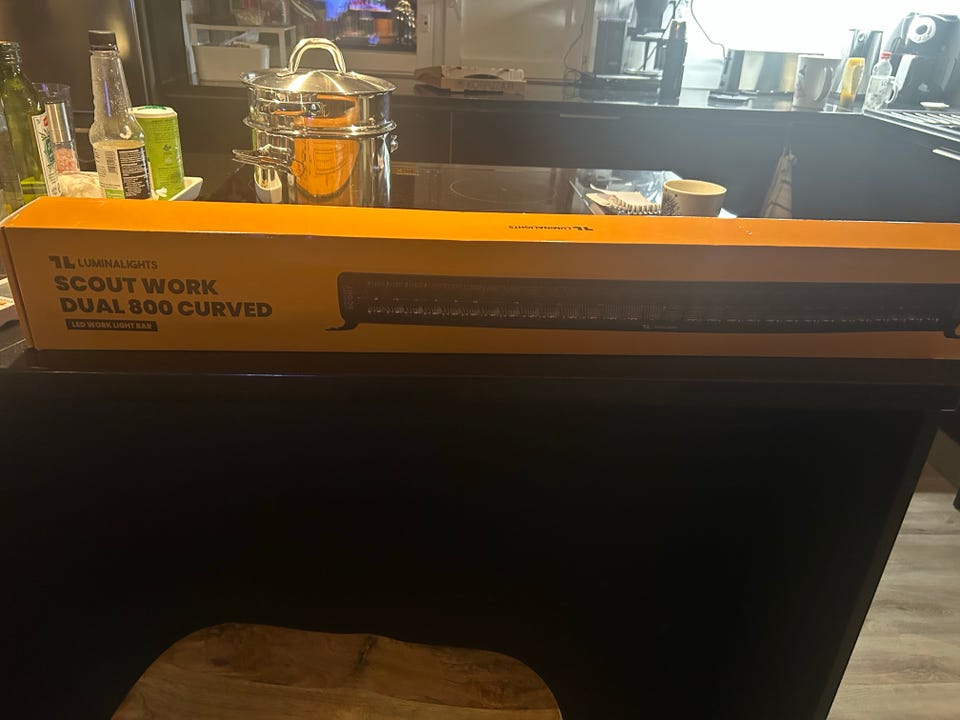 LUMINALIGHTS
SCOUT WORK
DUAL 800 CURVED
LED WORK LIGHT BAR
LUMINALIGHTS